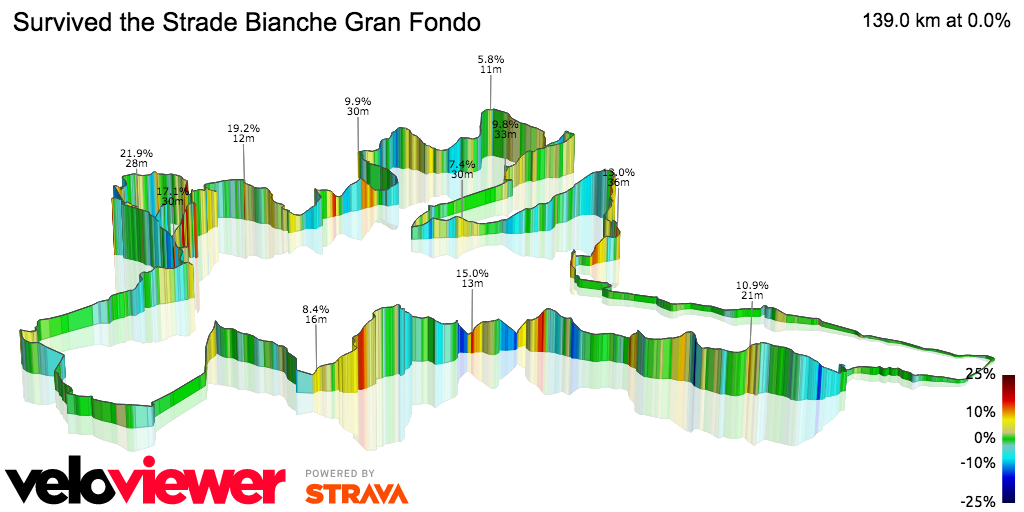 Survived the Strade Bianche Gran Fondo
139.0 km at 0.0%
5.8%
11m
9.9%
30m
9.8%
33m
19.2%
12m
21.9%
28m
7.4%
30m
13.0%
36m
17.1%
30m
15.0%
13m
10.9%
21m
8.4%
16m
25%
10%
0%
-10%
-25%
veloviewer
POWERED BY
STRAVA